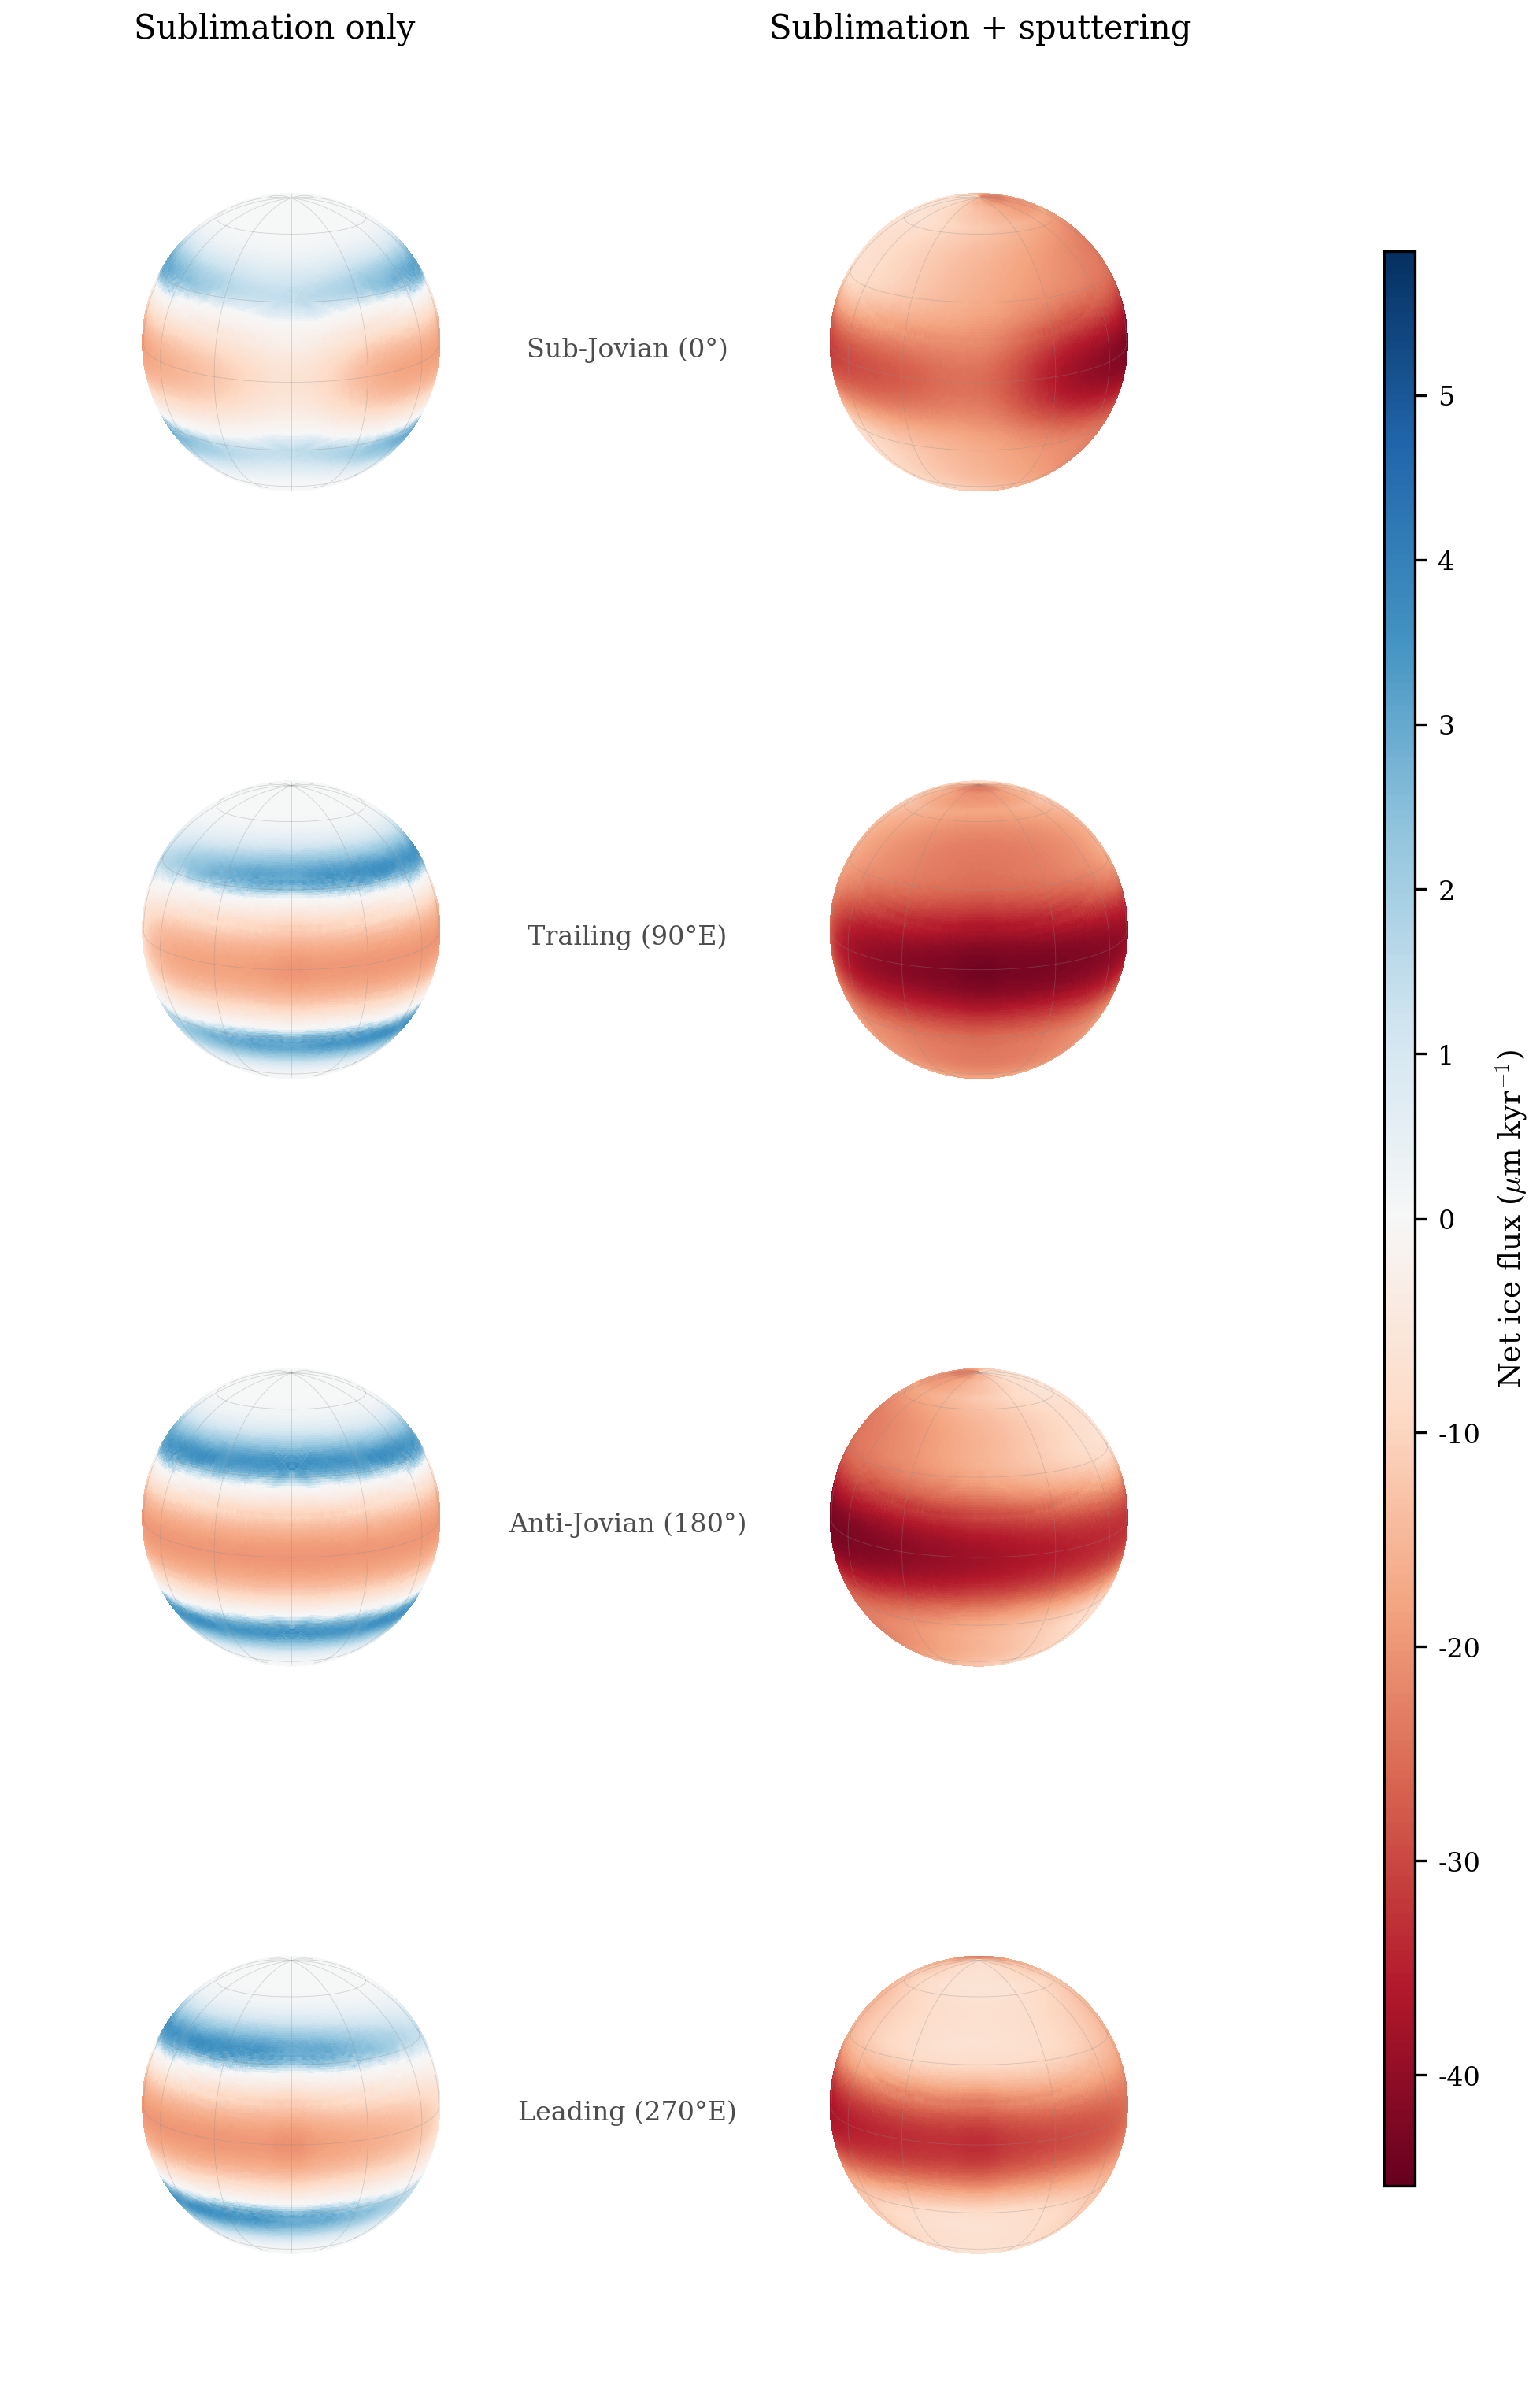 Sublimation only
Sublimation + sputtering
Sub-Jovian (0°)
Trailing (90°E)
Anti-Jovian (180°)
Leading (270°E)
5
4
3
2
1
0
-10
-20
-30
-40
Net ice flux (μm kyr⁻¹)